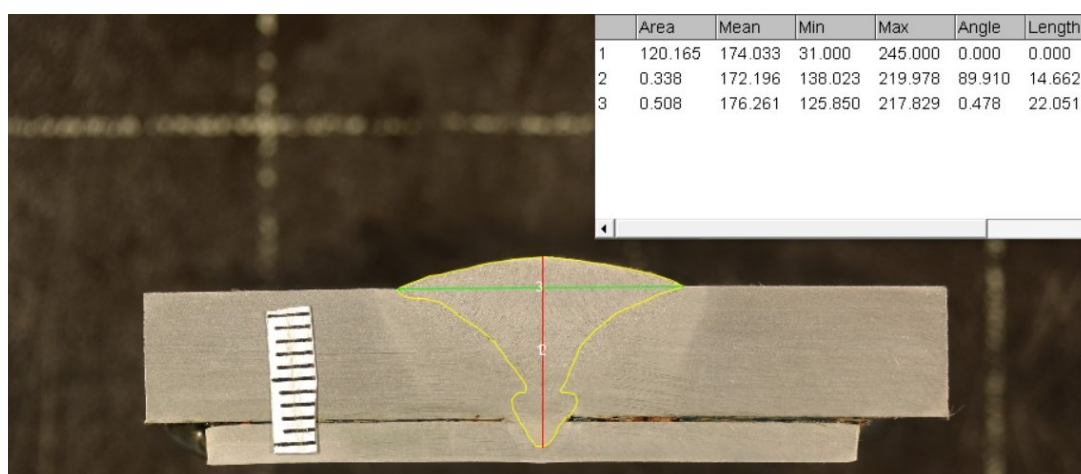 Area Mean Min Max Angle Length
1 120.165 174.033 31.000 245.000 0.000 0.000
2 0.338 172.196 138.023 219.978 89.910 14.662
3 0.508 176.261 125.850 217.829 0.478 22.051
3
12